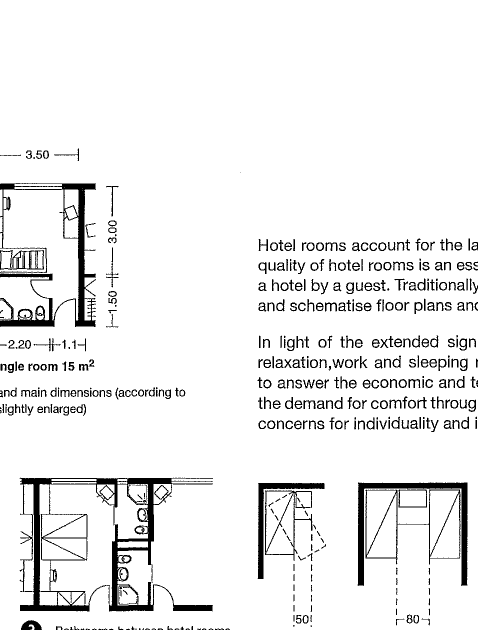 3.50
3.00
1.50
2.20
1.1
ngle room 15 m²
and main dimensions (according to
slightly enlarged)
Hotel rooms account for the la
quality of hotel rooms is an ess
a hotel by a guest. Traditionally
and schematise floor plans and
In light of the extended sign
relaxation,work and sleeping r
to answer the economic and te
the demand for comfort throug
concerns for individuality and i
50
80
Bathrooms between hotel rooms